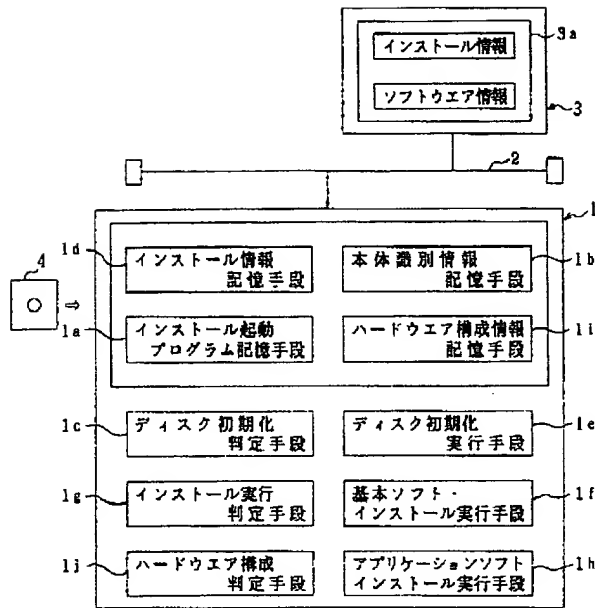 3a
インストール情報
ソフトウエア情報
3
2
1
4
1d
インストール情報
記憶手段
本体識別情報
記憶手段
1b
1a
インストール起動
プログラム記憶手段
ハードウエア構成情報
記憶手段
1i
1c
ディスク初期化
判定手段
ディスク初期化
実行手段
1e
1g
インストール実行
判定手段
基本ソフト・
インストール実行手段
1f
1j
ハードウエア構成
判定手段
アプリケーションソフト
インストール実行手段
1h